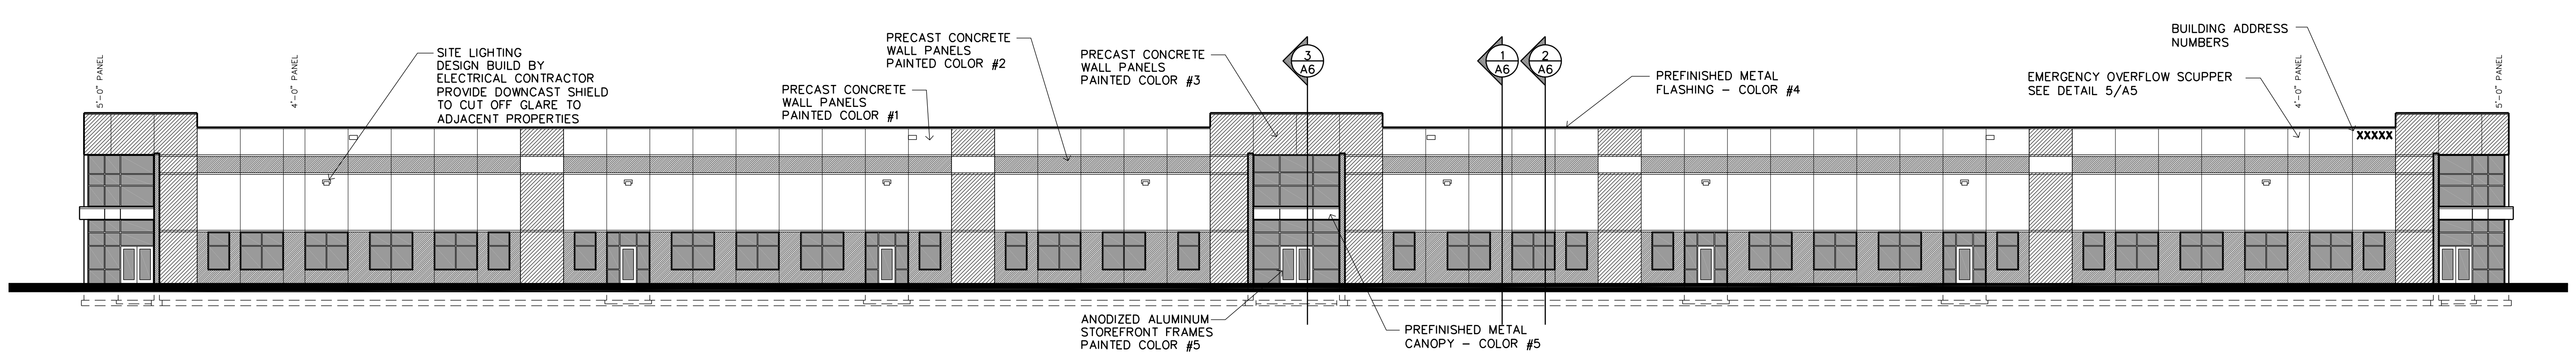 5'-0" PANEL
4'-0" PANEL
SITE LIGHTING
DESIGN BUILD BY
ELECTRICAL CONTRACTOR
PROVIDE DOWNCAST SHIELD
TO CUT OFF GLARE TO
ADJACENT PROPERTIES
PRECAST CONCRETE
WALL PANELS
PAINTED COLOR #1
PRECAST CONCRETE
WALL PANELS
PAINTED COLOR #2
PRECAST CONCRETE
WALL PANELS
PAINTED COLOR #3
3
A6
1
A6
2
A6
PREFINISHED METAL
FLASHING - COLOR #4
BUILDING ADDRESS
NUMBERS
EMERGENCY OVERFLOW SCUPPER
SEE DETAIL 5/A5
4'-0" PANEL
5'-0" PANEL
XXXXX
ANODIZED ALUMINUM
STOREFRONT FRAMES
PAINTED COLOR #5
PREFINISHED METAL
CANOPY - COLOR #5